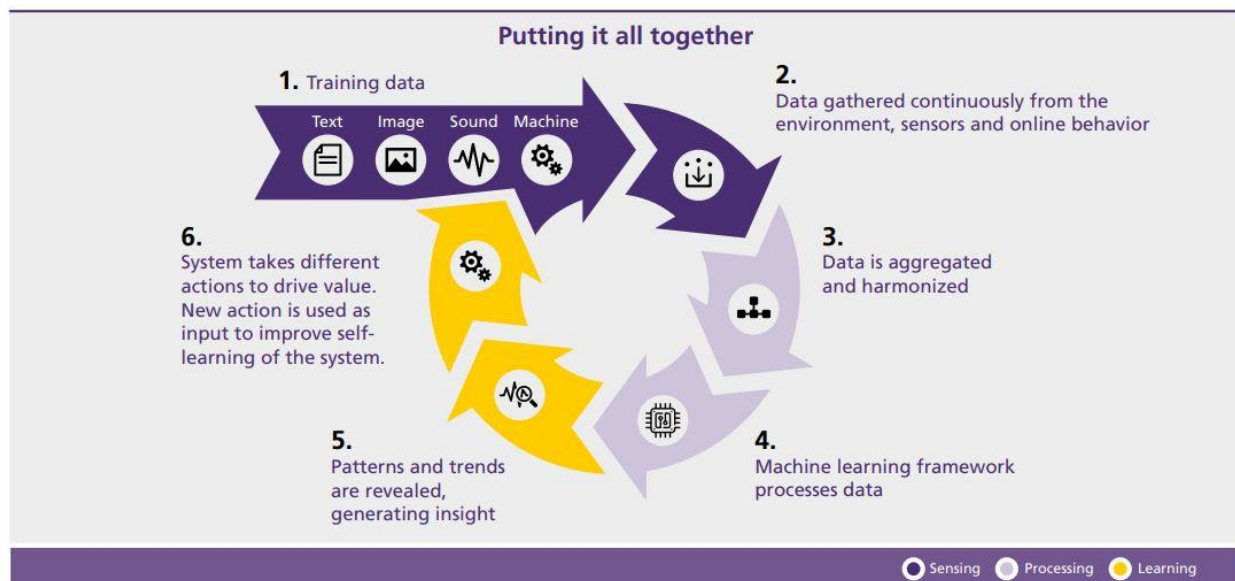 Putting it all together
1. Training data
Text Image Sound Machine
2.
Data gathered continuously from the
environment, sensors and online behavior
3.
Data is aggregated
and harmonized
4.
Machine learning framework
processes data
5.
Patterns and trends
are revealed,
generating insight
6.
System takes different
actions to drive value.
New action is used as
input to improve self-
learning of the system.
Sensing Processing Learning